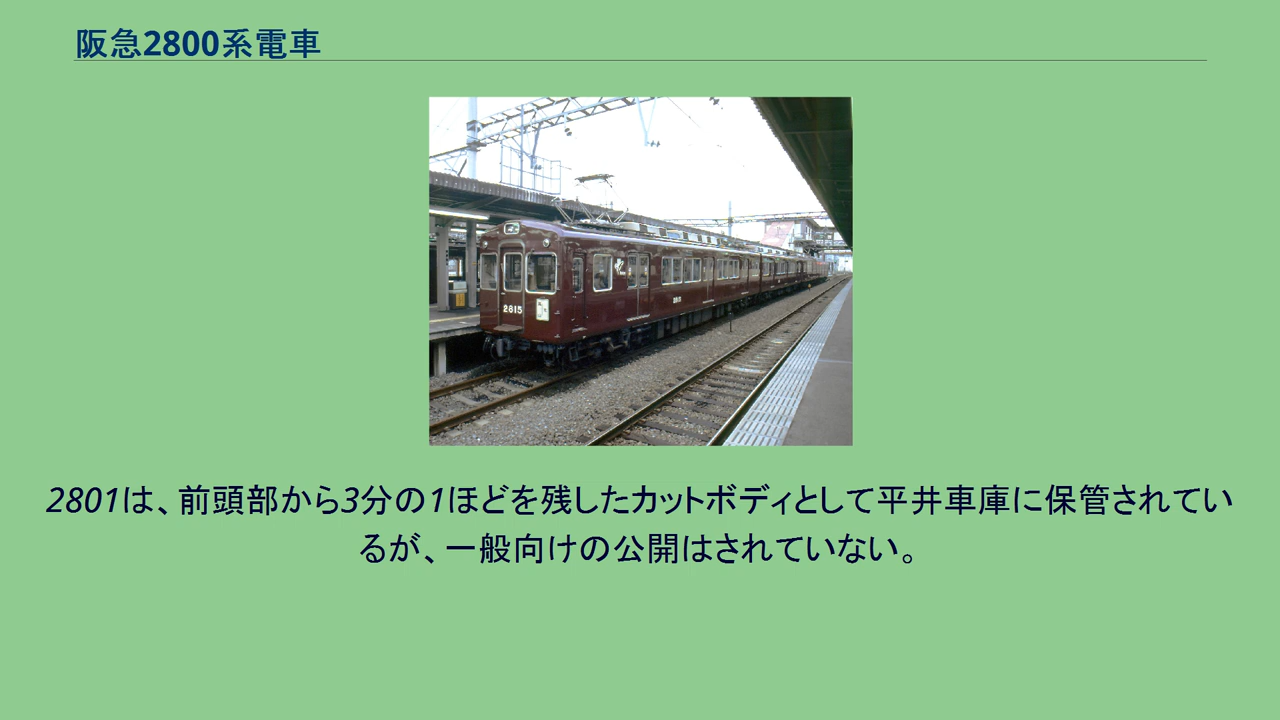 阪急2800系電車
2815
2815
2801は、前頭部から3分の1ほどを残したカットボディとして平井車庫に保管されてい
るが、一般向けの公開はされていない。